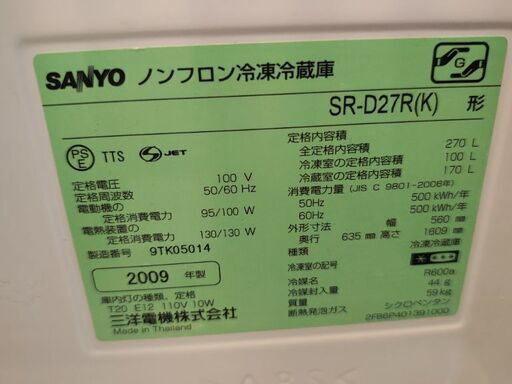 SANYO ノンフロン冷凍冷蔵庫
G
SR-D27R(K) 形
PS E TTS S JET
定格電圧 100 V
定格周波数 50/60 Hz
電動機の
定格消費電力 95/100 W
電熱装置の
定格消費電力 130/130 W
製造番号 9TK05014
2009 年製
庫内灯の種類、定格
T20 E12 110V 10W
三洋電機株式会社
Made in Thailand
定格内容積
全定格内容積 270 L
冷凍室の定格内容積 100 L
冷蔵室の定格内容積 170 L
消費電力量 (JIS C 9801-2006年)
50Hz 500 kWh/年
60Hz 500 kWh/年
外形寸法 幅 560 mm
奥行 635 mm 高さ 1609 mm
種類 冷凍冷蔵庫
冷凍室の記号
冷媒名 R600a
冷媒封入量 44 g
質量 59 kg
断熱発泡ガス シクロペンタン
2FB6P401391000